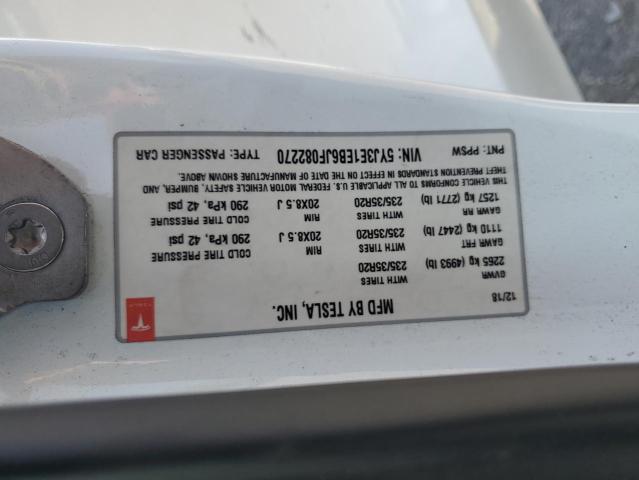 12/18
MFD BY TESLA, INC.
TESLA
GVWR
2265 kg (4993 lb)
WITH TIRES
235/35R20
COLD TIRE PRESSURE
290 kPa, 42 psi
GAWR FRT
1110 kg (2447 lb)
WITH TIRES
235/35R20
RIM
20X8.5 J
COLD TIRE PRESSURE
290 kPa, 42 psi
GAWR RR
1257 kg (2771 lb)
WITH TIRES
235/35R20
RIM
20X8.5 J
THIS VEHICLE CONFORMS TO ALL APPLICABLE U.S. FEDERAL MOTOR VEHICLE SAFETY, BUMPER, AND
THEFT PREVENTION STANDARDS IN EFFECT ON THE DATE OF MANUFACTURE SHOWN ABOVE.
VIN: 5YJ3E1EB6JF082270 TYPE: PASSENGER CAR
PNT: PPSW